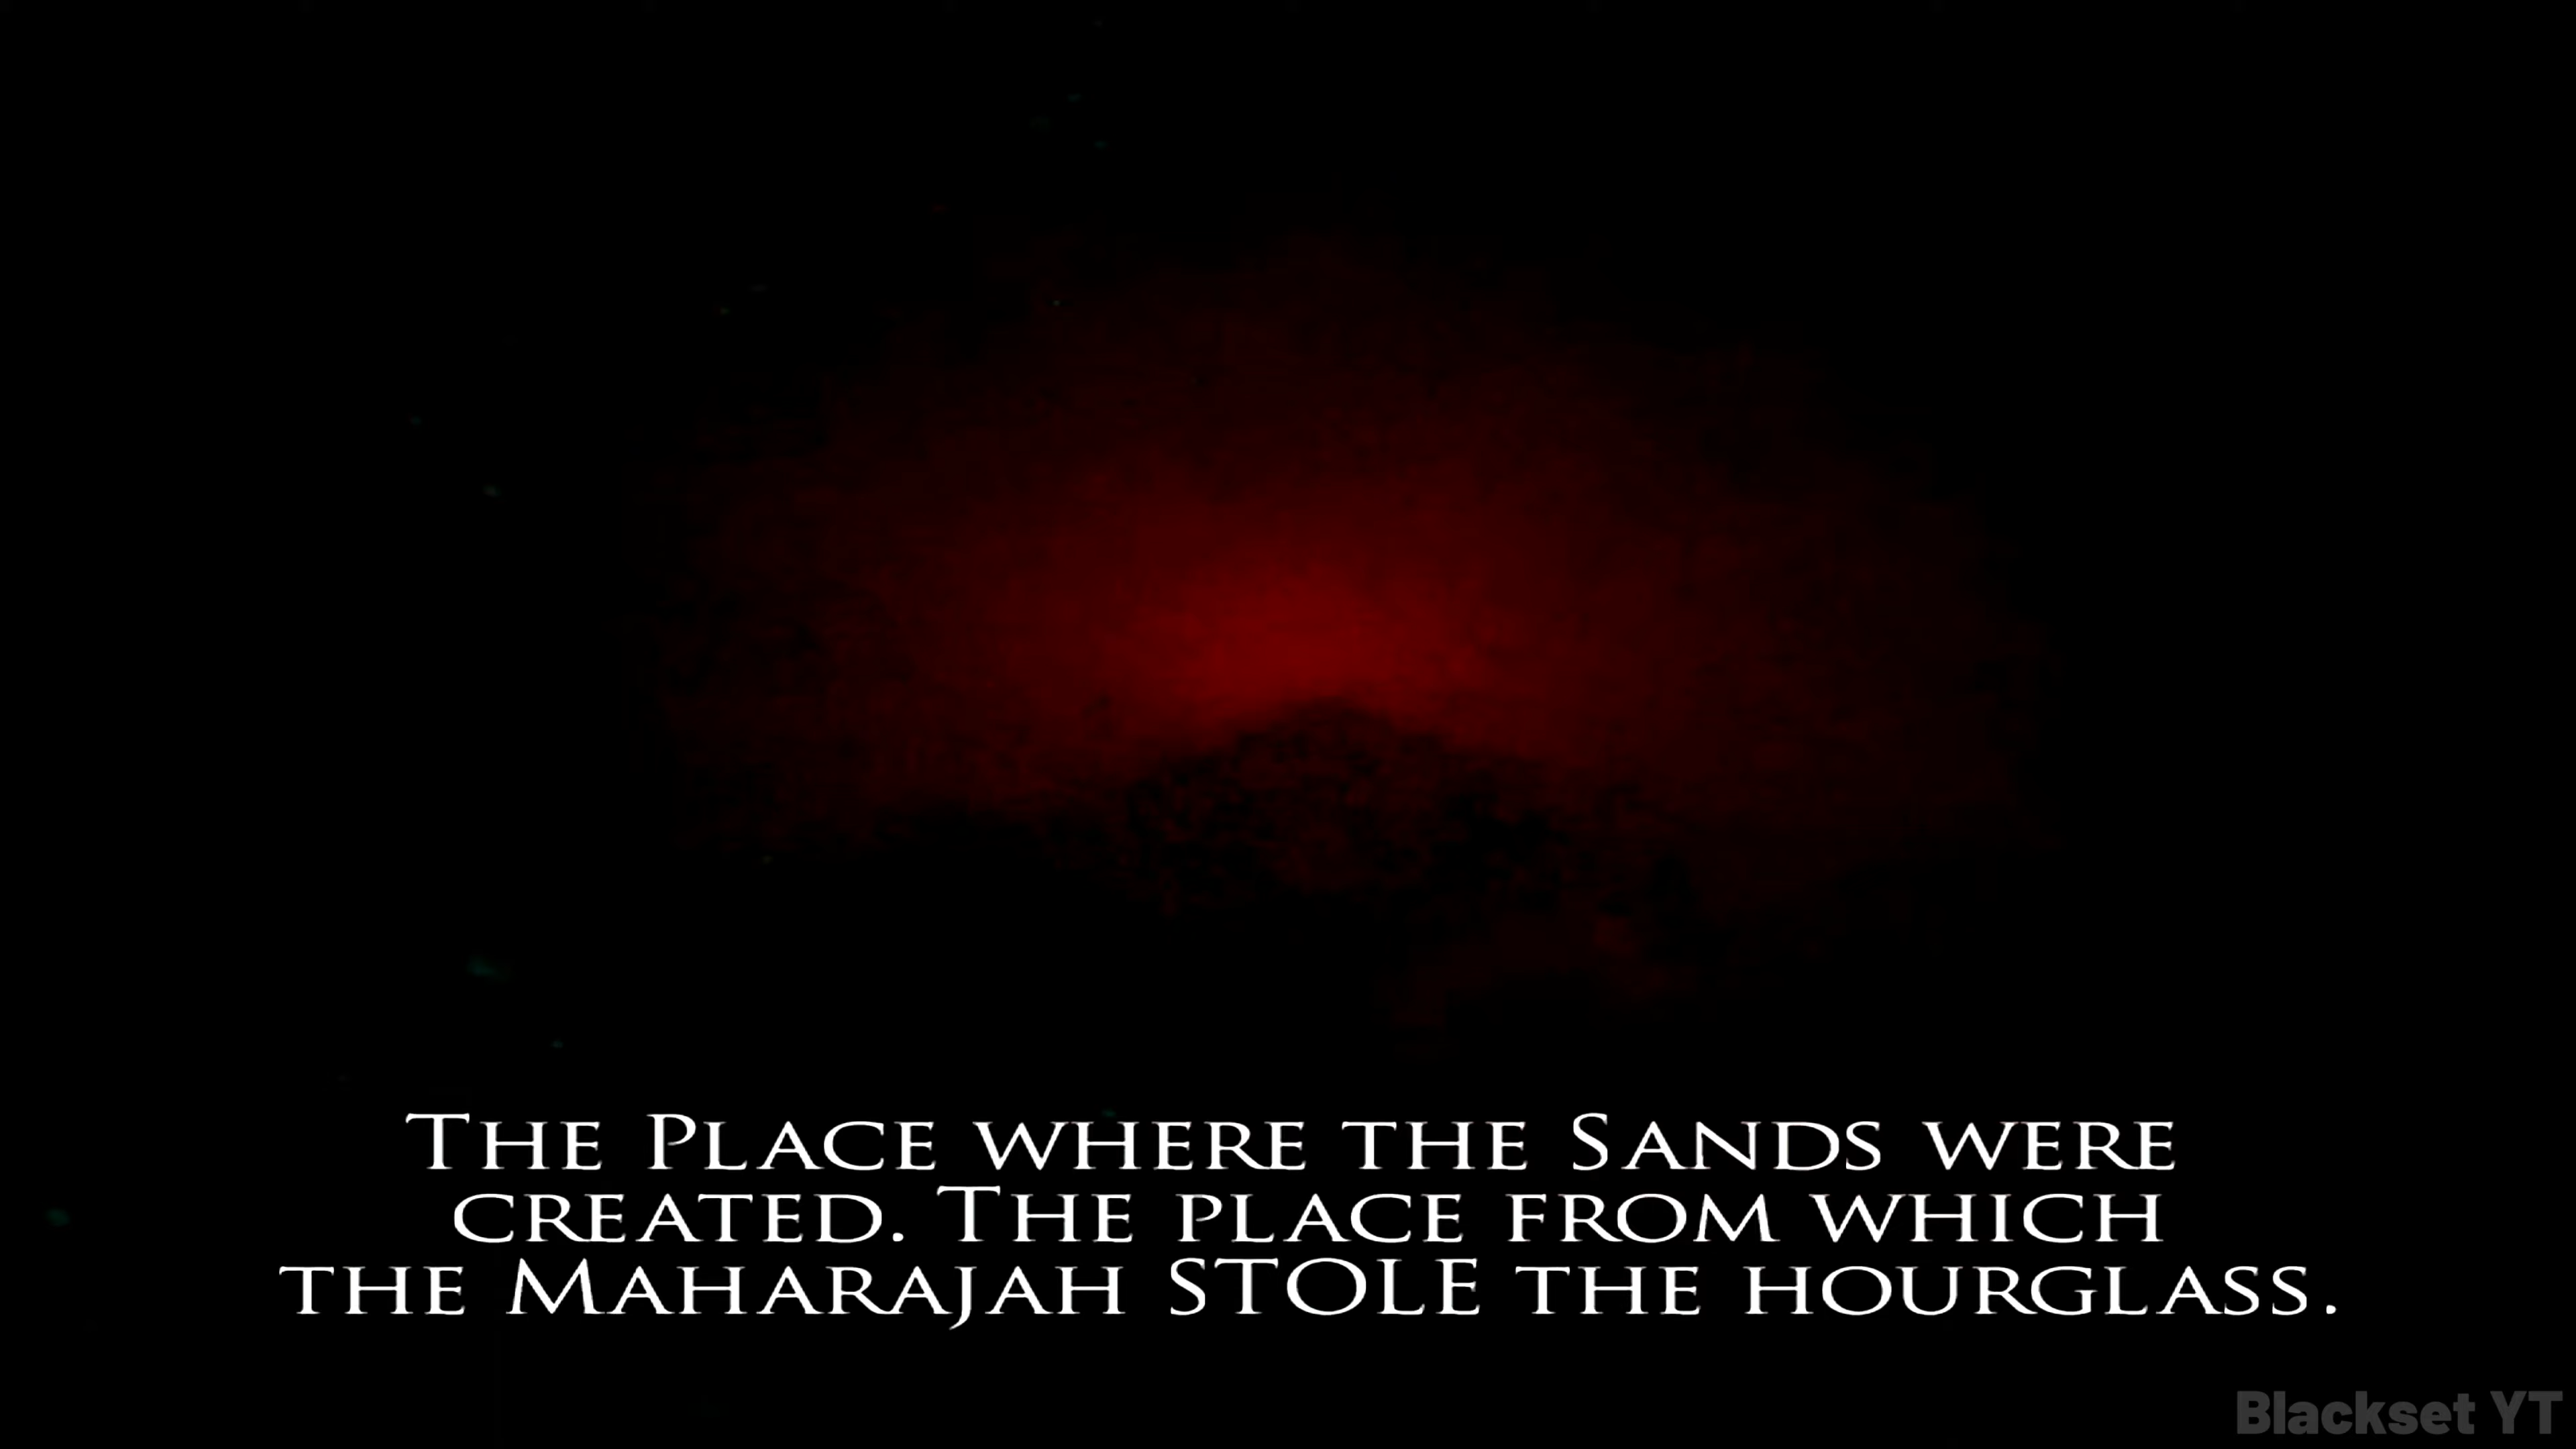 The Place where the Sands were
created. The place from which
the Maharajah STOLE the hourglass.
Blackset YT